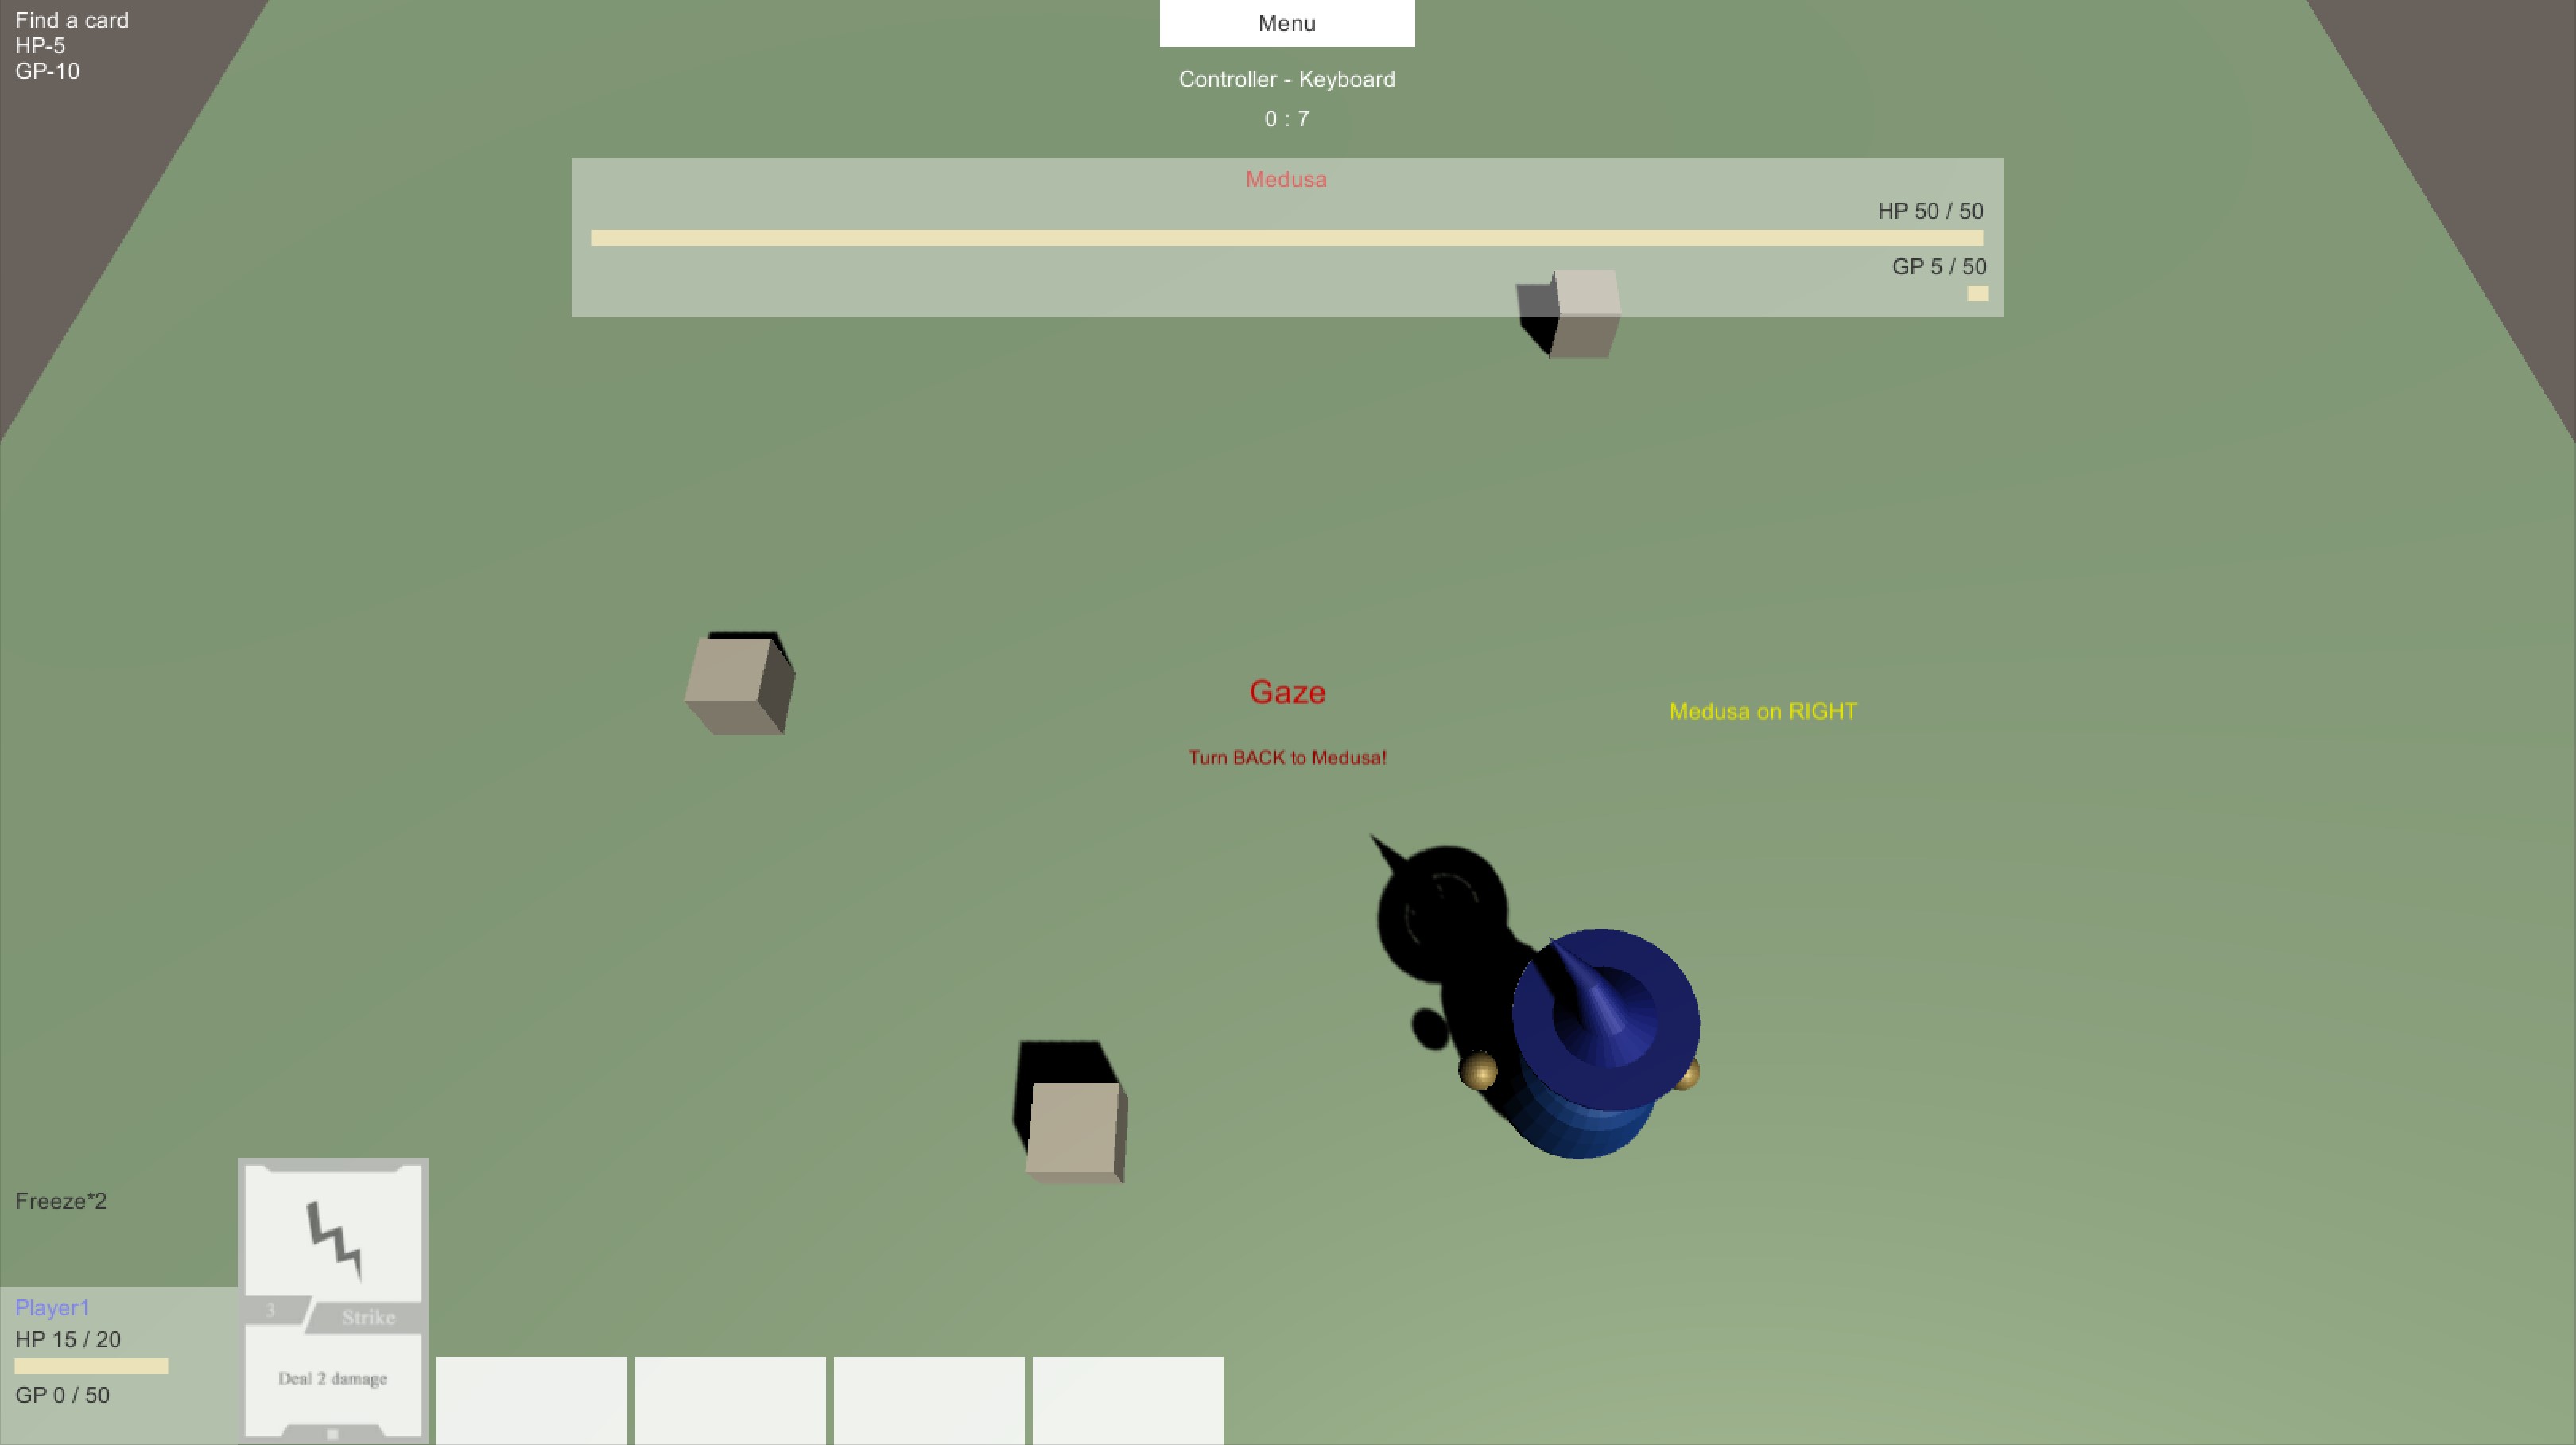 Find a card
HP-5
GP-10
Menu
Controller - Keyboard
0 : 7
Medusa
HP 50 / 50
GP 5 / 50
Gaze
Medusa on RIGHT
Turn BACK to Medusa!
Freeze*2
Player1
HP 15 / 20
GP 0 / 50
3
Strike
Deal 2 damage